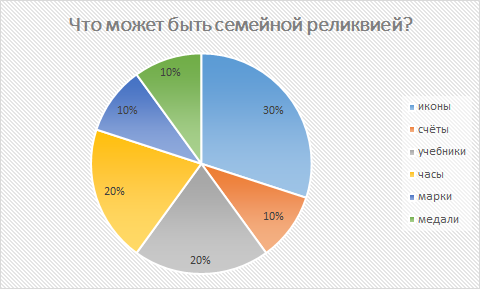 Что может быть семейной реликвией?
30%
10%
20%
20%
10%
10%
иконы
счёты
учебники
часы
марки
медали